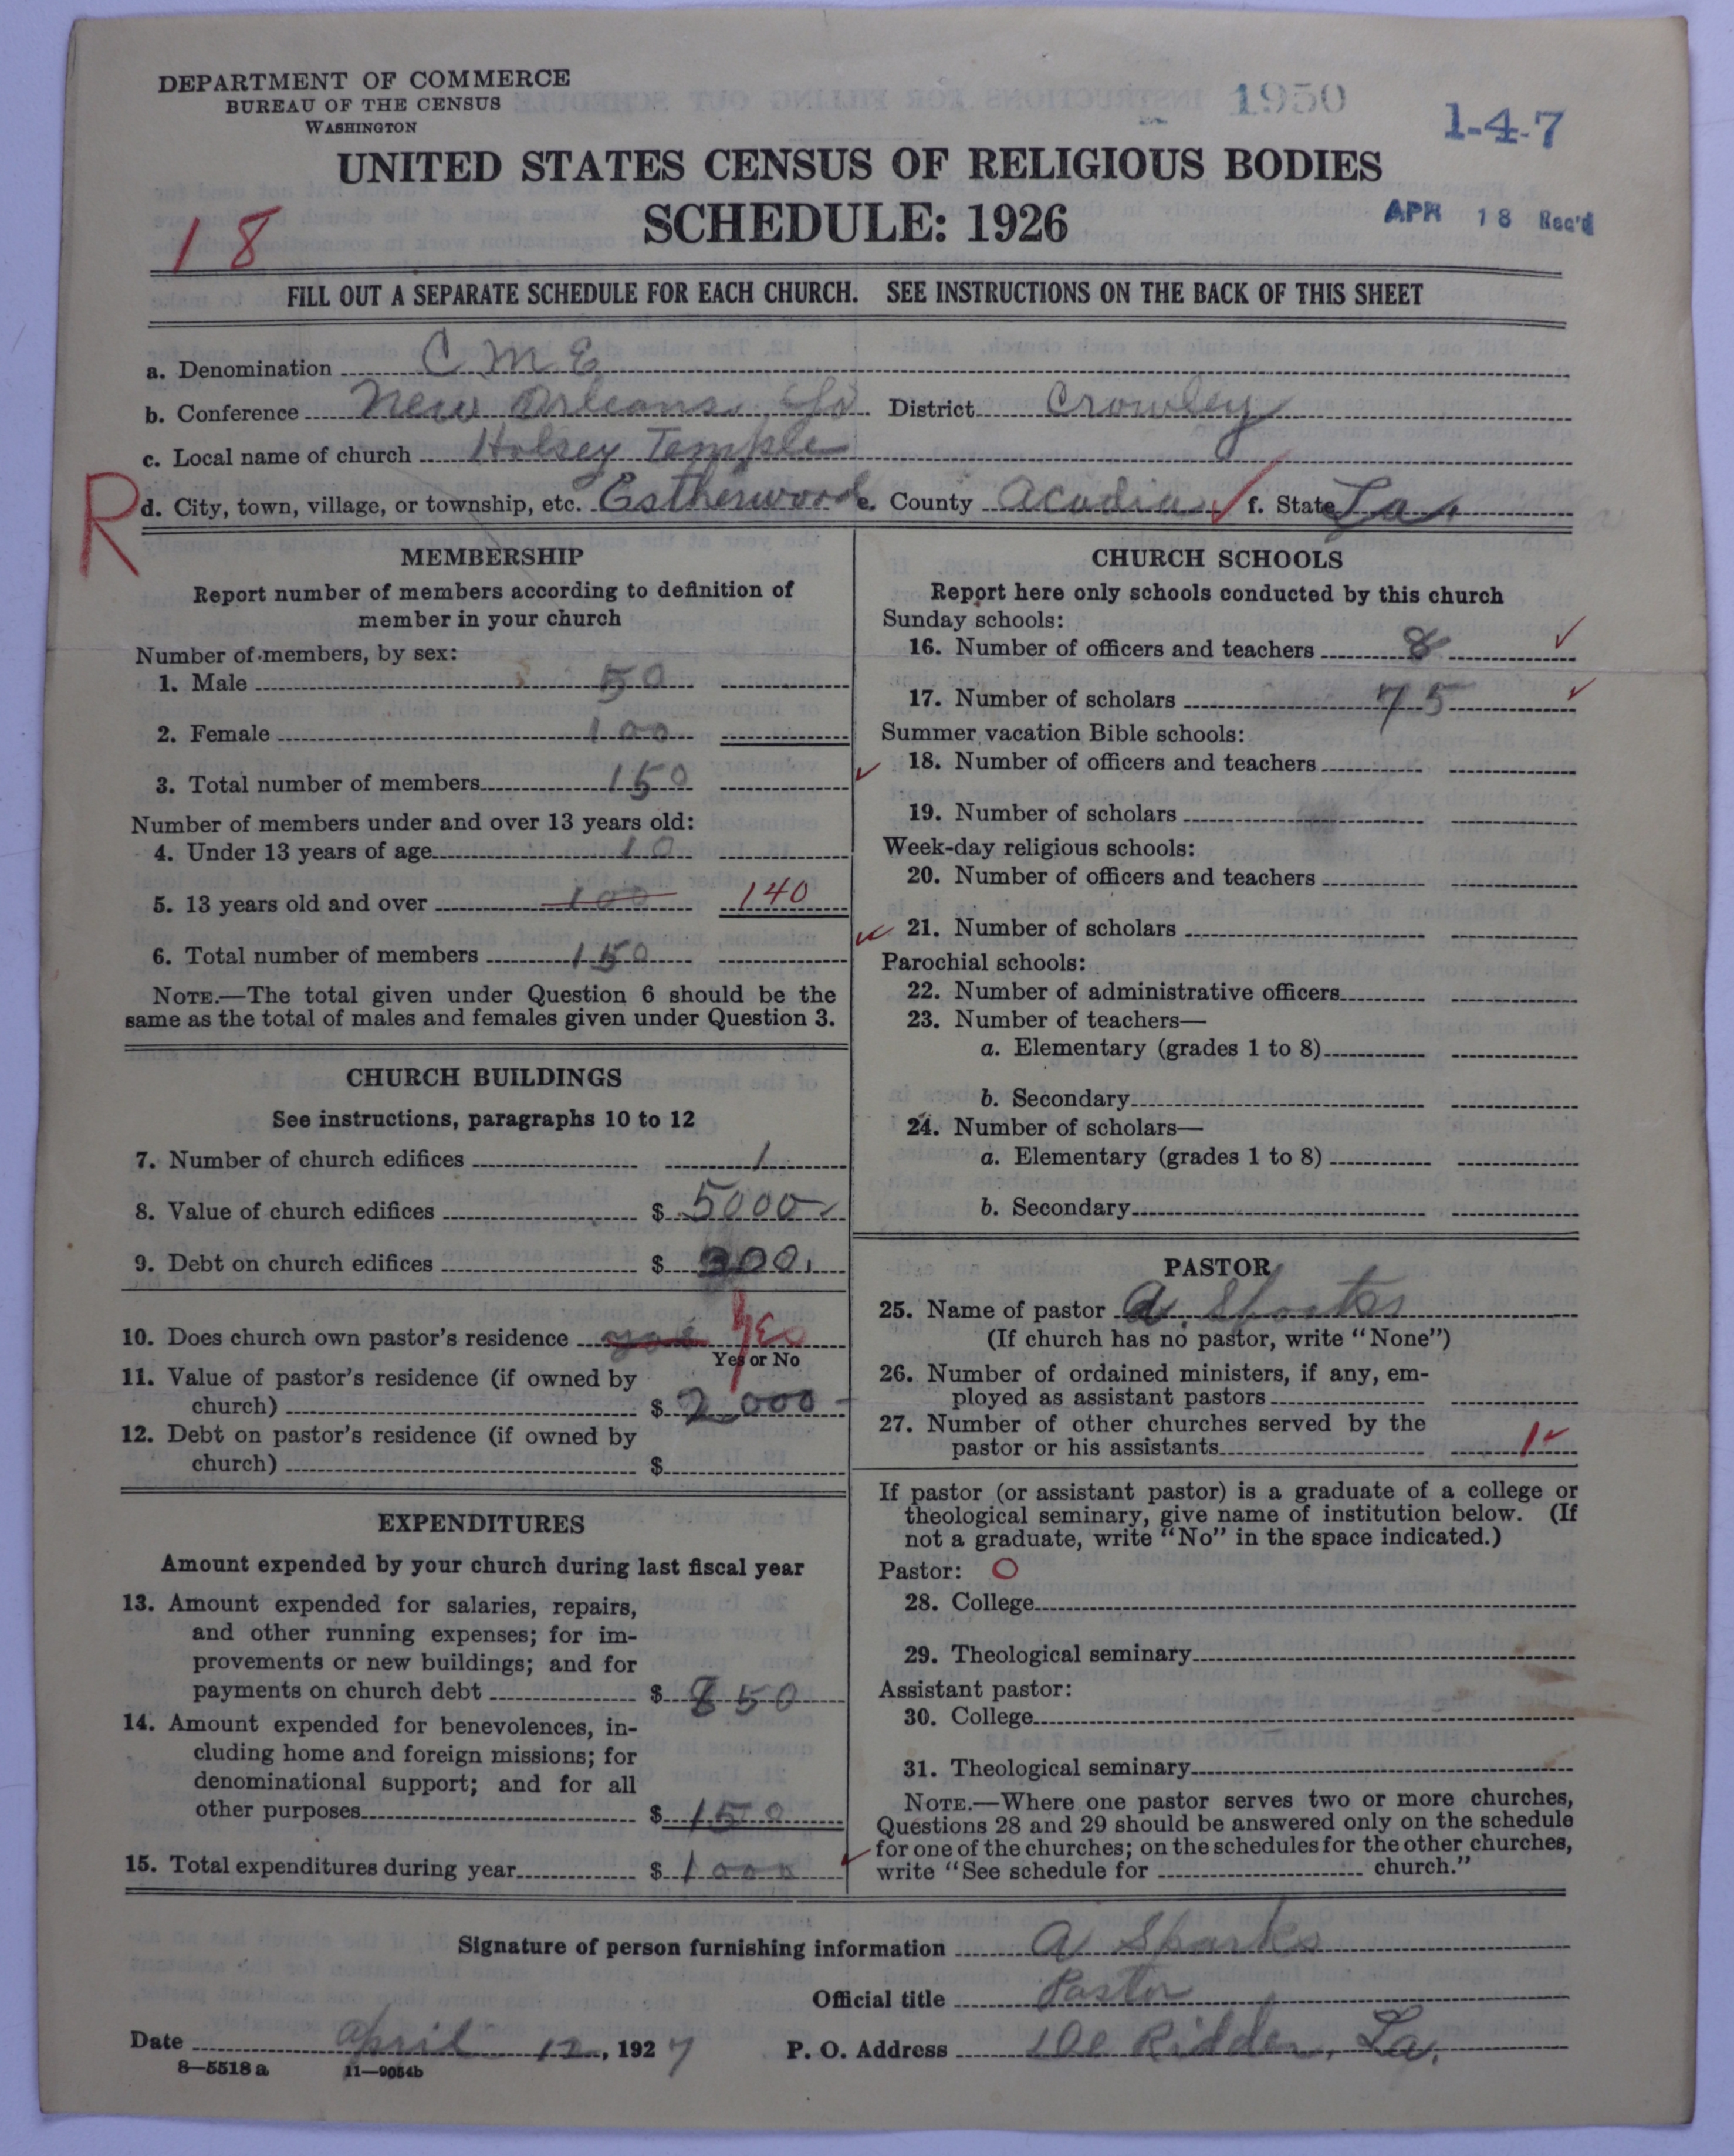 DEPARTMENT OF COMMERCE
BUREAU OF THE CENSUS
WASHINGTON
1950
1-4-7
UNITED STATES CENSUS OF RELIGIOUS BODIES
SCHEDULE: 1926
APR 18 Rec'd
18
FILL OUT A SEPARATE SCHEDULE FOR EACH CHURCH. SEE INSTRUCTIONS ON THE BACK OF THIS SHEET
a. Denomination C M E
b. Conference New Orleans La District Crowley
c. Local name of church Holsey Temple
R
d. City, town, village, or township, etc. Estherwood e. County Acadia f. State La.
MEMBERSHIP
Report number of members according to definition of
member in your church
Number of members, by sex:
1. Male 50
2. Female 100
3. Total number of members 150
Number of members under and over 13 years old:
4. Under 13 years of age 10
5. 13 years old and over 100 140
6. Total number of members 150
NOTE.—The total given under Question 6 should be the
same as the total of males and females given under Question 3.
CHURCH BUILDINGS
See instructions, paragraphs 10 to 12
7. Number of church edifices 1
8. Value of church edifices $ 5000
9. Debt on church edifices $ 300.
10. Does church own pastor's residence yes Yes
Yes or No
11. Value of pastor's residence (if owned by
church) $ 2,000
12. Debt on pastor's residence (if owned by
church) $
EXPENDITURES
Amount expended by your church during last fiscal year
13. Amount expended for salaries, repairs,
and other running expenses; for im-
provements or new buildings; and for
payments on church debt $ 850
14. Amount expended for benevolences, in-
cluding home and foreign missions; for
denominational support; and for all
other purposes $ 150
15. Total expenditures during year $ 1000
CHURCH SCHOOLS
Report here only schools conducted by this church
Sunday schools:
16. Number of officers and teachers 8
17. Number of scholars 75
Summer vacation Bible schools:
18. Number of officers and teachers
19. Number of scholars
Week-day religious schools:
20. Number of officers and teachers
21. Number of scholars
Parochial schools:
22. Number of administrative officers
23. Number of teachers—
a. Elementary (grades 1 to 8)
b. Secondary
24. Number of scholars—
a. Elementary (grades 1 to 8)
b. Secondary
PASTOR
25. Name of pastor A. Sparks
(If church has no pastor, write "None")
26. Number of ordained ministers, if any, em-
ployed as assistant pastors
27. Number of other churches served by the
pastor or his assistants 1
If pastor (or assistant pastor) is a graduate of a college or
theological seminary, give name of institution below. (If
not a graduate, write "No" in the space indicated.)
Pastor: O
28. College
29. Theological seminary
Assistant pastor:
30. College
31. Theological seminary
NOTE.—Where one pastor serves two or more churches,
Questions 28 and 29 should be answered only on the schedule
for one of the churches; on the schedules for the other churches,
write "See schedule for church."
Signature of person furnishing information A Sparks
Official title Pastor
Date April 12, 1927 P. O. Address De Ridder, La.
8—5518 a 11—9054b